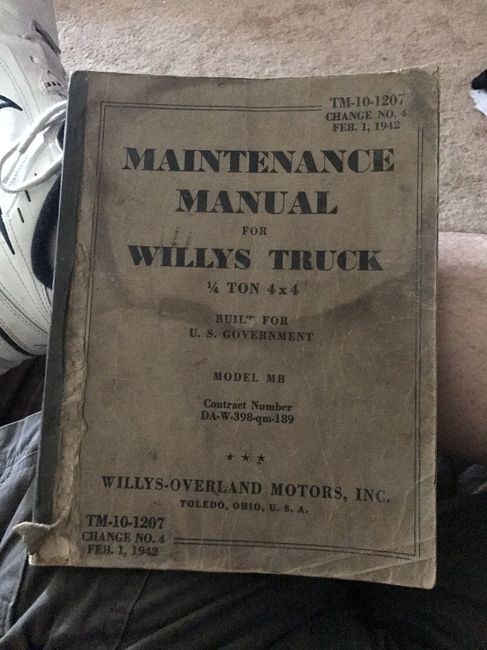 TM-10-1207
CHANGE NO. 4
FEB. 1, 1942
MAINTENANCE
MANUAL
FOR
WILLYS TRUCK
¼ TON 4x4
BUILT FOR
U. S. GOVERNMENT
MODEL MB
Contract Number
DA-W-398-qm-189
★ ★ ★
WILLYS-OVERLAND MOTORS, INC.
TOLEDO, OHIO, U. S. A.
TM-10-1207
CHANGE NO. 4
FEB. 1, 1942